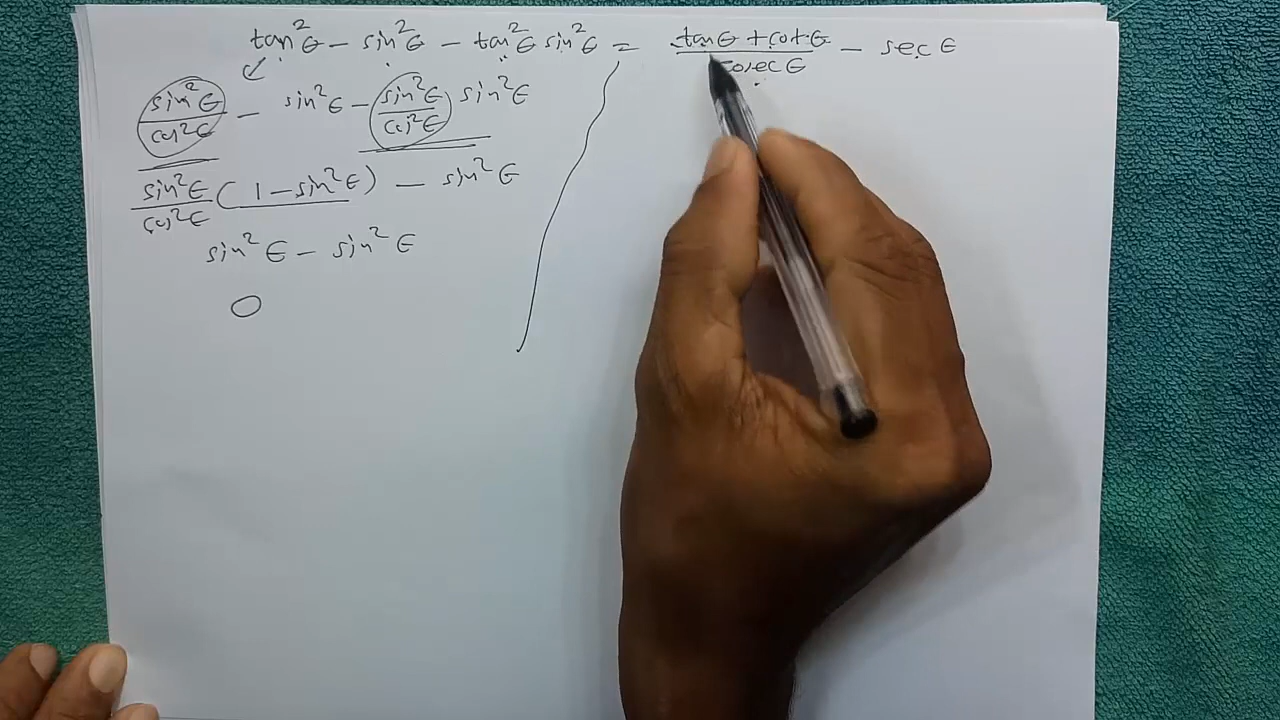 tan²θ – sin²θ – tan²θ sin²θ = (tanθ + cotθ)/(cosecθ) – secθ
sin²θ/cos²θ – sin²θ – sin²θ/cos²θ sin²θ
sin²θ/cos²θ (1 – sin²θ) – sin²θ
sin²θ – sin²θ
0